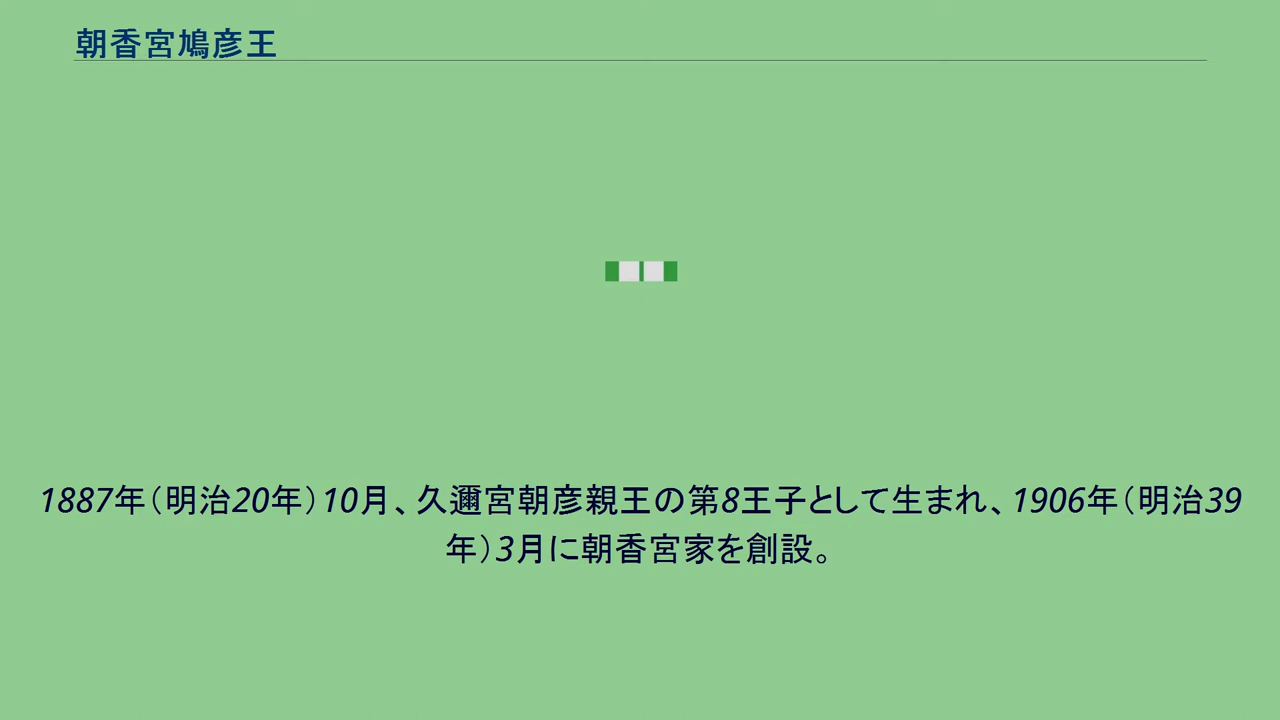 朝香宮鳩彦王
1887年（明治20年）10月、久邇宮朝彦親王の第8王子として生まれ、1906年（明治39
年）3月に朝香宮家を創設。